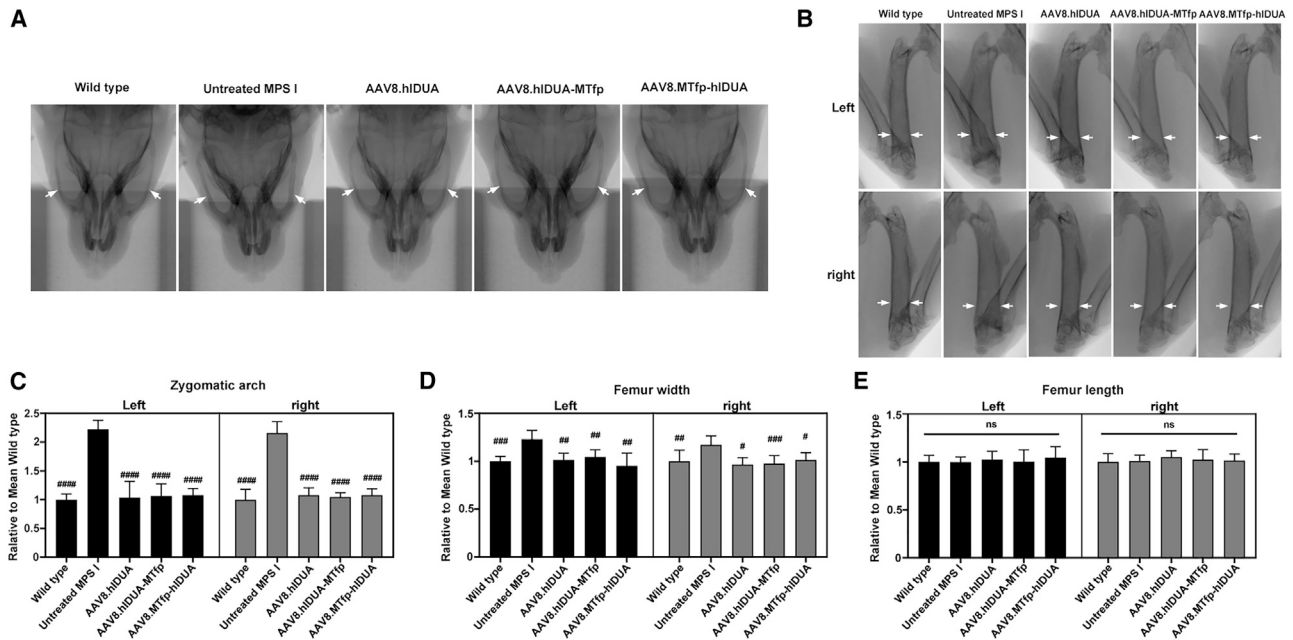 A
Wild type Untreated MPS I AAV8.hIDUA AAV8.hIDUA-MTfp AAV8.MTfp-hIDUA
B
Wild type Untreated MPS I AAV8.hIDUA AAV8.hIDUA-MTfp AAV8.MTfp-hIDUA
Left
right
C
Zygomatic arch
Left right
Ralative to Mean Wild type
2.5
2
1.5
1
0.5
0
#### #### #### #### #### #### #### ####
Wild type Untreated MPS I AAV8.hIDUA AAV8.hIDUA-MTfp AAV8.MTfp-hIDUA Wild type Untreated MPS I AAV8.hIDUA AAV8.hIDUA-MTfp AAV8.MTfp-hIDUA
D
Femur width
Left right
Ralative to Mean Wild type
1.5
1
0.5
0
### ## ## ## ## # ### #
Wild type Untreated MPS I AAV8.hIDUA AAV8.hIDUA-MTfp AAV8.MTfp-hIDUA Wild type Untreated MPS I AAV8.hIDUA AAV8.hIDUA-MTfp AAV8.MTfp-hIDUA
E
Femur length
Left right
Ralative to Mean Wild type
1.5
1
0.5
0
ns ns
Wild type Untreated MPS I AAV8.hIDUA AAV8.hIDUA-MTfp AAV8.MTfp-hIDUA Wild type Untreated MPS I AAV8.hIDUA AAV8.hIDUA-MTfp AAV8.MTfp-hIDUA